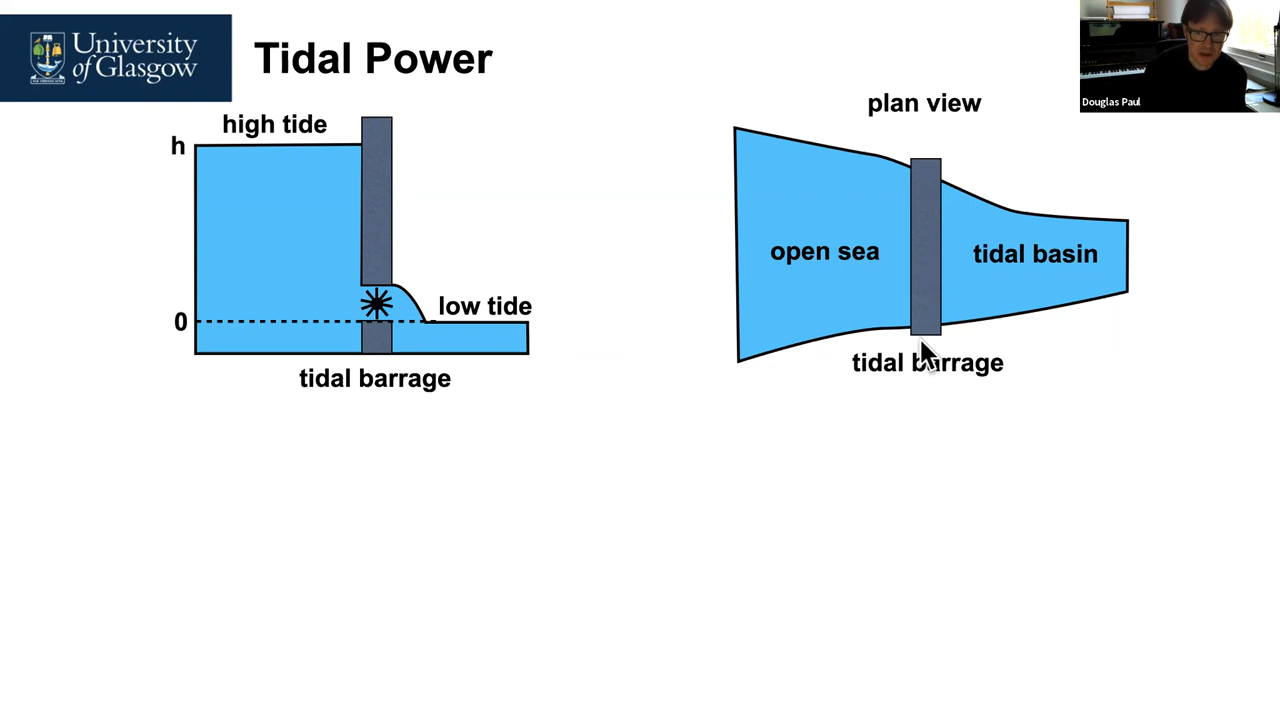 University
of Glasgow
Tidal Power
Douglas Paul
high tide
h
0
low tide
tidal barrage
plan view
open sea
tidal basin
tidal barrage